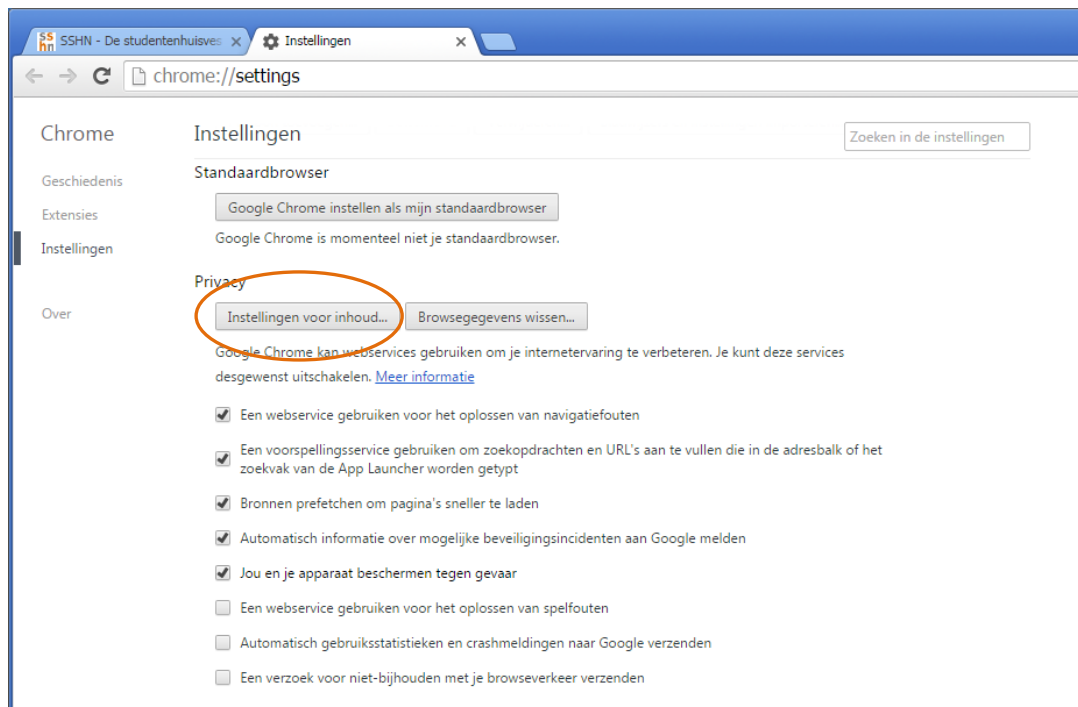 SSHN - De studentenhuisves
Instellingen
chrome://settings
Chrome
Instellingen
Zoeken in de instellingen
Geschiedenis
Extensies
Instellingen
Over
Standaardbrowser
Google Chrome instellen als mijn standaardbrowser
Google Chrome is momenteel niet je standaardbrowser.
Privacy
Instellingen voor inhoud... Browsegegevens wissen...
Google Chrome kan webservices gebruiken om je internetervaring te verbeteren. Je kunt deze services
desgewenst uitschakelen. Meer informatie
Een webservice gebruiken voor het oplossen van navigatiefouten
Een voorspellingsservice gebruiken om zoekopdrachten en URL's aan te vullen die in de adresbalk of het
zoekvak van de App Launcher worden getypt
Bronnen prefetchen om pagina's sneller te laden
Automatisch informatie over mogelijke beveiligingsincidenten aan Google melden
Jou en je apparaat beschermen tegen gevaar
Een webservice gebruiken voor het oplossen van spelfouten
Automatisch gebruiksstatistieken en crashmeldingen naar Google verzenden
Een verzoek voor niet-bijhouden met je browseverkeer verzenden